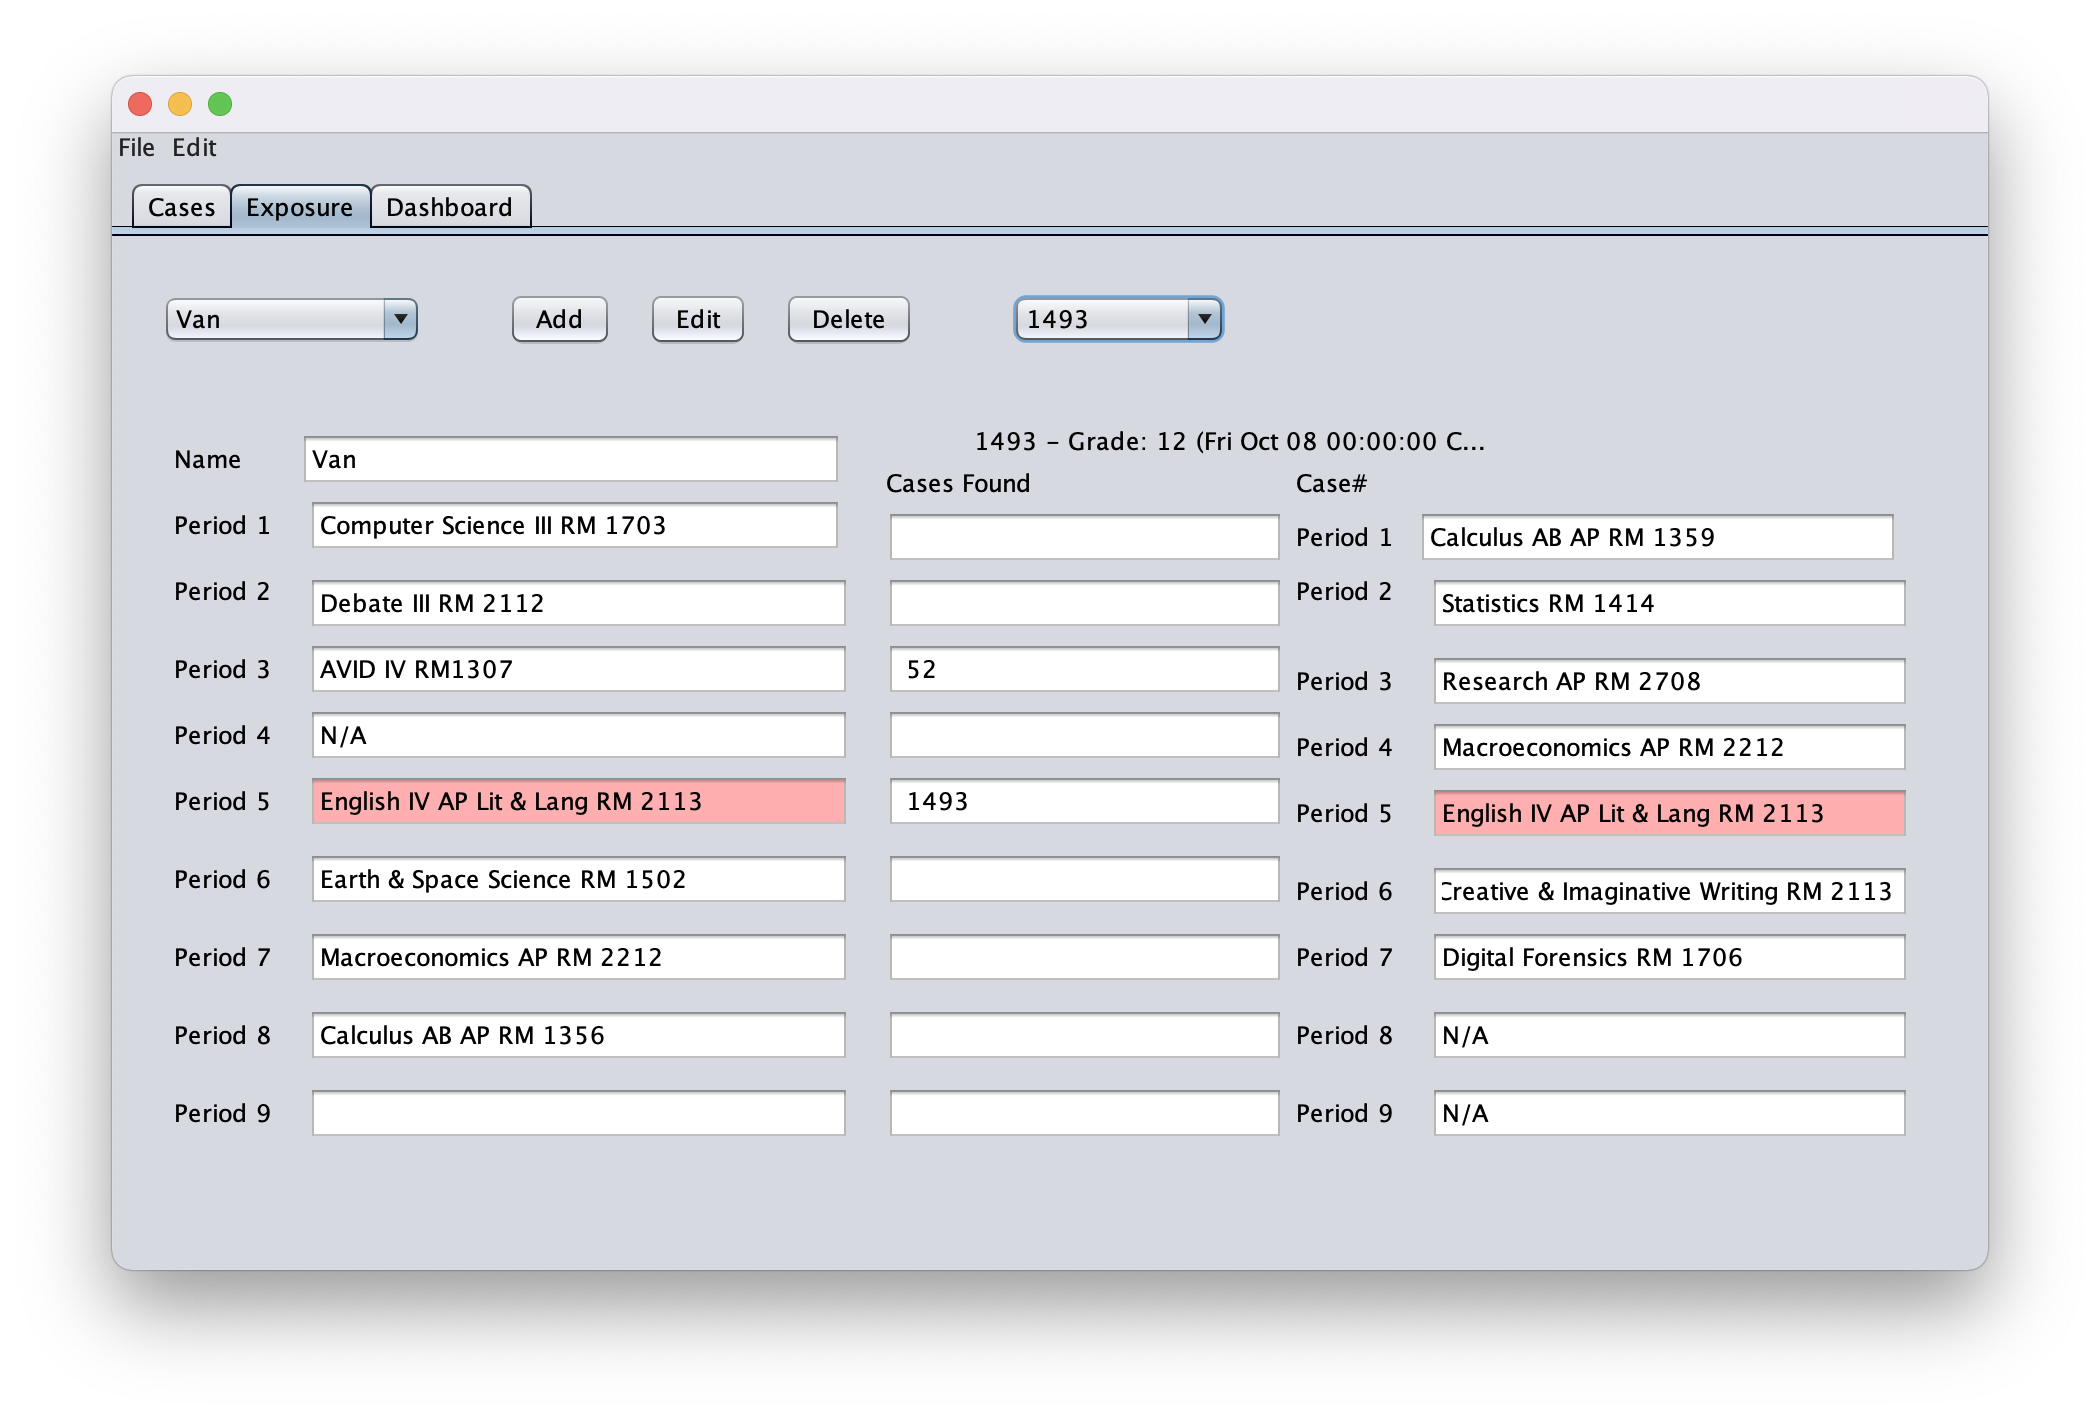 File Edit
Cases Exposure Dashboard
Van Add Edit Delete 1493
1493 – Grade: 12 (Fri Oct 08 00:00:00 C...
Name Van
Cases Found Case#
Period 1 Computer Science III RM 1703 Period 1 Calculus AB AP RM 1359
Period 2 Debate III RM 2112 Period 2 Statistics RM 1414
Period 3 AVID IV RM1307 52 Period 3 Research AP RM 2708
Period 4 N/A Period 4 Macroeconomics AP RM 2212
Period 5 English IV AP Lit & Lang RM 2113 1493 Period 5 English IV AP Lit & Lang RM 2113
Period 6 Earth & Space Science RM 1502 Period 6 Creative & Imaginative Writing RM 2113
Period 7 Macroeconomics AP RM 2212 Period 7 Digital Forensics RM 1706
Period 8 Calculus AB AP RM 1356 Period 8 N/A
Period 9 Period 9 N/A